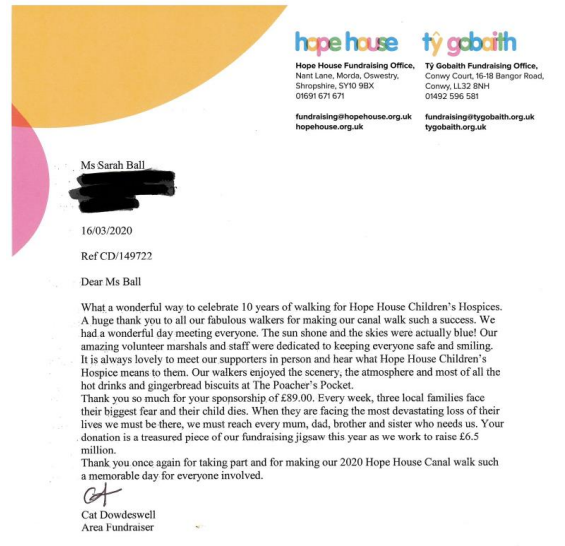 hope house tŷ gobaith
Hope House Fundraising Office, Tŷ Gobaith Fundraising Office,
Nant Lane, Morda, Oswestry, Conwy Court, 16-18 Bangor Road,
Shropshire, SY10 9BX Conwy, LL32 8NH
01691 671 671 01492 596 581
fundraising@hopehouse.org.uk fundraising@tygobaith.org.uk
hopehouse.org.uk tygobaith.org.uk
Ms Sarah Ball
16/03/2020
Ref CD/149722
Dear Ms Ball
What a wonderful way to celebrate 10 years of walking for Hope House Children's Hospices.
A huge thank you to all our fabulous walkers for making our canal walk such a success. We
had a wonderful day meeting everyone. The sun shone and the skies were actually blue! Our
amazing volunteer marshals and staff were dedicated to keeping everyone safe and smiling.
It is always lovely to meet our supporters in person and hear what Hope House Children's
Hospice means to them. Our walkers enjoyed the scenery, the atmosphere and most of all the
hot drinks and gingerbread biscuits at The Poacher's Pocket.
Thank you so much for your sponsorship of £89.00. Every week, three local families face
their biggest fear and their child dies. When they are facing the most devastating loss of their
lives we must be there, we must reach every mum, dad, brother and sister who needs us. Your
donation is a treasured piece of our fundraising jigsaw this year as we work to raise £6.5
million.
Thank you once again for taking part and for making our 2020 Hope House Canal walk such
a memorable day for everyone involved.
Cat Dowdeswell
Area Fundraiser